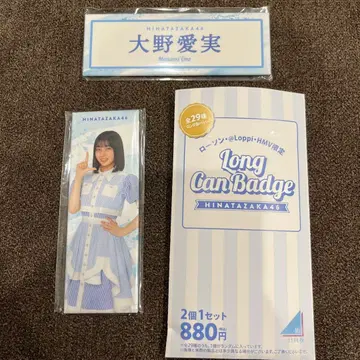 HINATAZAKA46
大野愛実
Manami Ono
HINATAZAKA46
全29種
ローソン・@Loppi・HMV限定
Long
Can Badge
HINATAZAKA46
2個1セット
880円